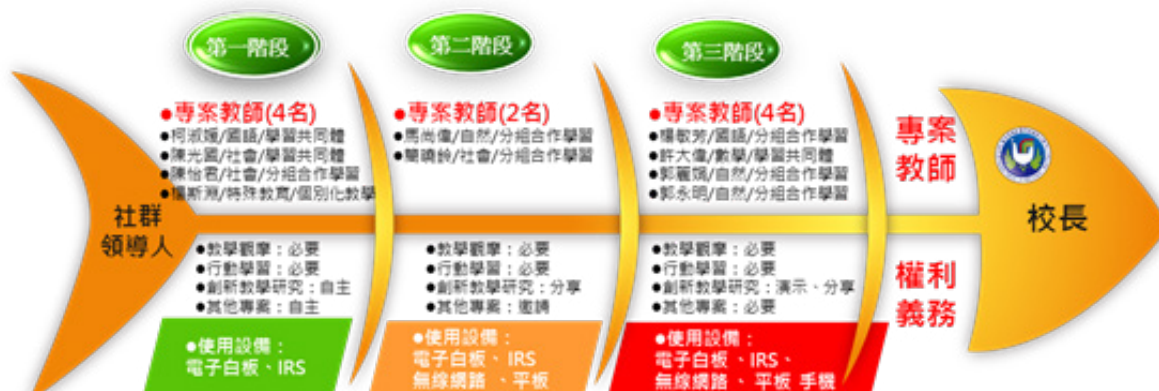 第一階段
●專案教師(4名)
●柯淑媛/國語/學習共同體
●陳光國/社會/學習共同體
●陳怡君/社會/分組合作學習
●楊斯淵/特殊教育/個別化教學
●教學觀摩:必要
●行動學習:必要
●創新教學研究:自主
●其他專案:自主
●使用設備:
電子白板、IRS
第二階段
●專案教師(2名)
●馬尚偉/自然/分組合作學習
●簡曉鈴/社會/分組合作學習
●教學觀摩:必要
●行動學習:必要
●創新教學研究:分享
●其他專案:邀請
●使用設備:
電子白板、IRS
無線網路 、平板
第三階段
●專案教師(4名)
●楊敏芳/國語/分組合作學習
●許大偉/數學/學習共同體
●郭麗娟/自然/分組合作學習
●郭永明/自然/分組合作學習
●教學觀摩:必要
●行動學習:必要
●創新教學研究:演示、分享
●其他專案:必要
●使用設備:
電子白板、IRS、
無線網路 、平板 手機
社群
領導人
專案
教師
權利
義務
校長